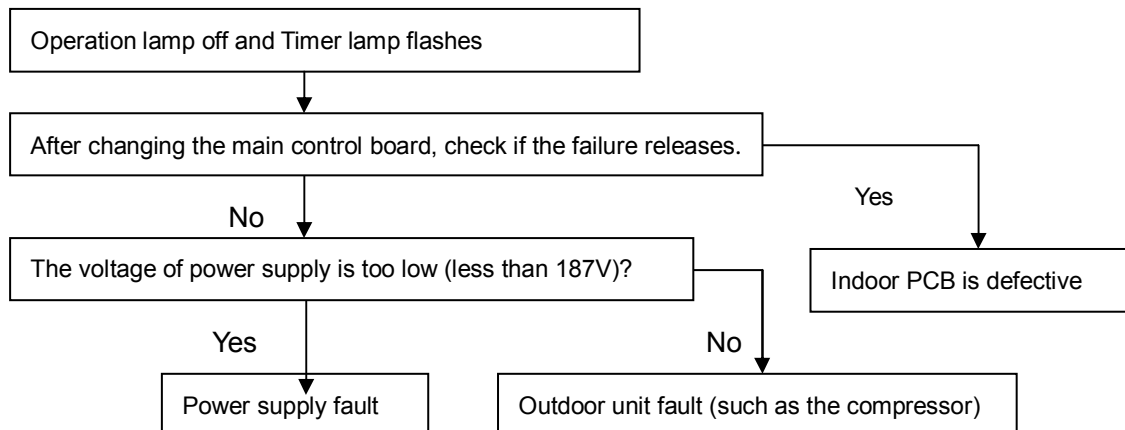 Operation lamp off and Timer lamp flashes
After changing the main control board, check if the failure releases.
Yes
No
The voltage of power supply is too low (less than 187V)?
Indoor PCB is defective
Yes
No
Power supply fault
Outdoor unit fault (such as the compressor)